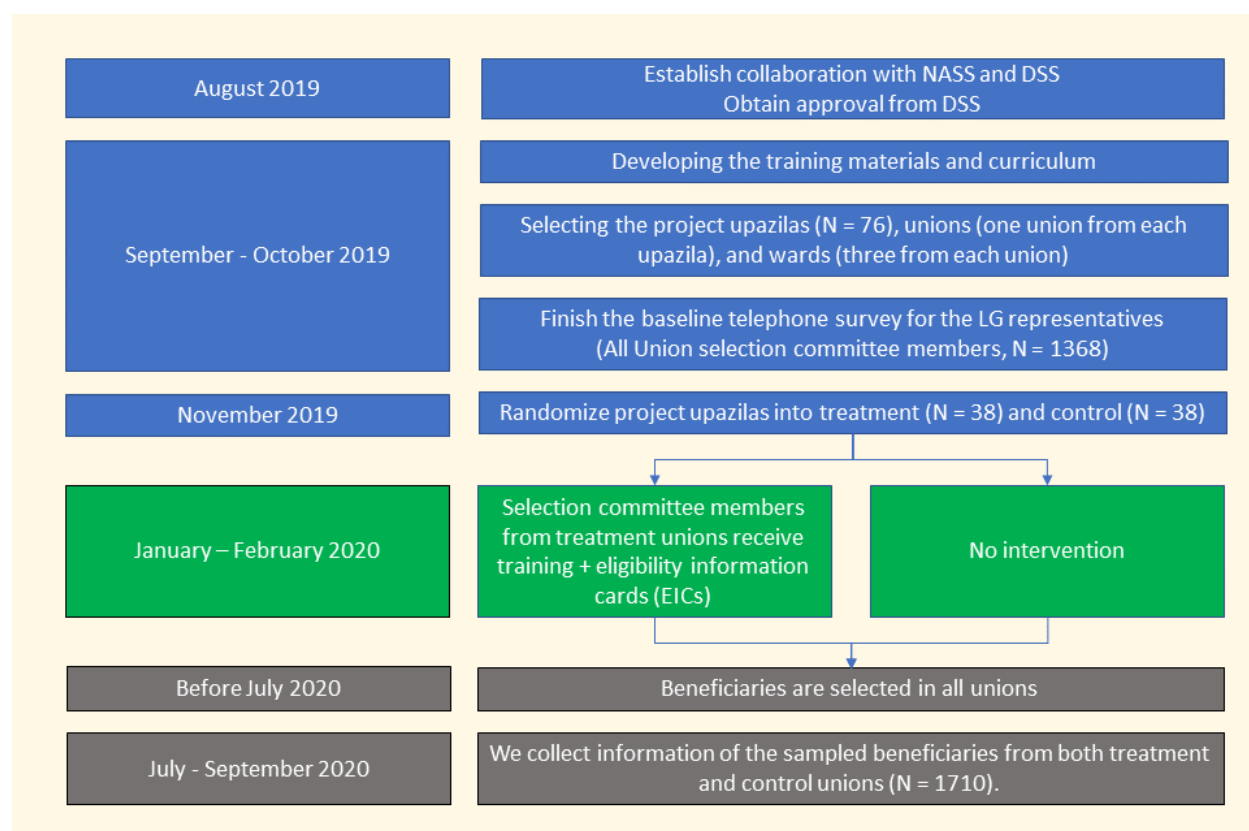 August 2019
Establish collaboration with NASS and DSS
Obtain approval from DSS
September - October 2019
Developing the training materials and curriculum
Selecting the project upazilas (N = 76), unions (one union from each
upazila), and wards (three from each union)
Finish the baseline telephone survey for the LG representatives
(All Union selection committee members, N = 1368)
November 2019
Randomize project upazilas into treatment (N = 38) and control (N = 38)
January – February 2020
Selection committee members
from treatment unions receive
training + eligibility information
cards (EICs)
No intervention
Before July 2020
Beneficiaries are selected in all unions
July - September 2020
We collect information of the sampled beneficiaries from both treatment
and control unions (N = 1710).